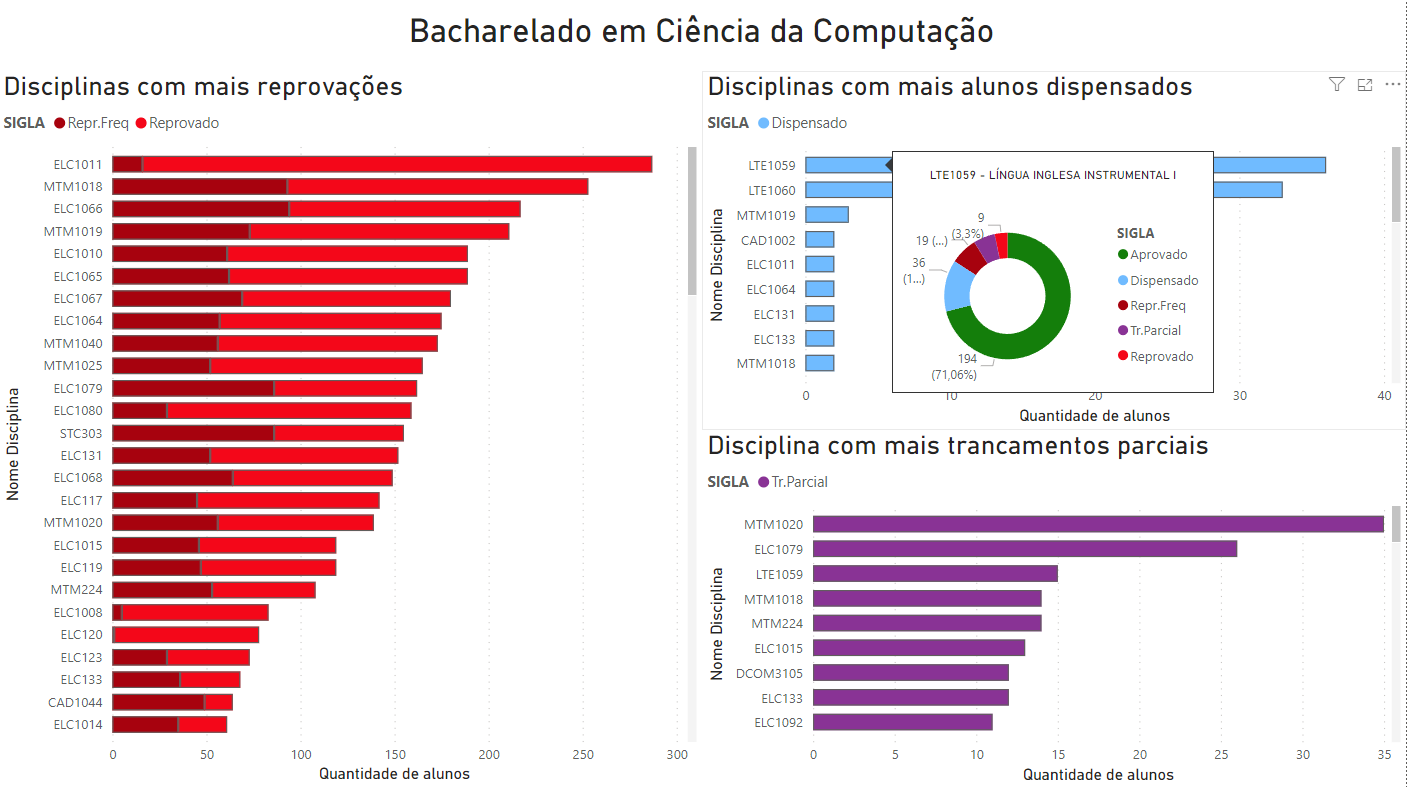 Bacharelado em Ciência da Computação
Disciplinas com mais reprovações
SIGLA Repr.Freq Reprovado
Nome Disciplina
ELC1011
MTM1018
ELC1066
MTM1019
ELC1010
ELC1065
ELC1067
ELC1064
MTM1040
MTM1025
ELC1079
ELC1080
STC303
ELC131
ELC1068
ELC117
MTM1020
ELC1015
ELC119
MTM224
ELC1008
ELC120
ELC123
ELC133
CAD1044
ELC1014
0 50 100 150 200 250 300
Quantidade de alunos
Disciplinas com mais alunos dispensados
SIGLA Dispensado
Nome Disciplina
LTE1059
LTE1060
MTM1019
CAD1002
ELC1011
ELC1064
ELC131
ELC133
MTM1018
0 10 20 30 40
Quantidade de alunos
LTE1059 - LÍNGUA INGLESA INSTRUMENTAL I
9
(3,3%)
19 (...)
36
(1...)
194
(71,06%)
SIGLA
Aprovado
Dispensado
Repr.Freq
Tr.Parcial
Reprovado
Disciplina com mais trancamentos parciais
SIGLA Tr.Parcial
Nome Disciplina
MTM1020
ELC1079
LTE1059
MTM1018
MTM224
ELC1015
DCOM3105
ELC133
ELC1092
0 5 10 15 20 25 30 35
Quantidade de alunos